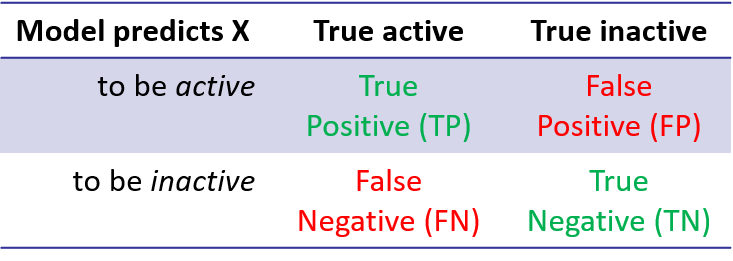 Model predicts X True active True inactive
to be active True Positive (TP) False Positive (FP)
to be inactive False Negative (FN) True Negative (TN)